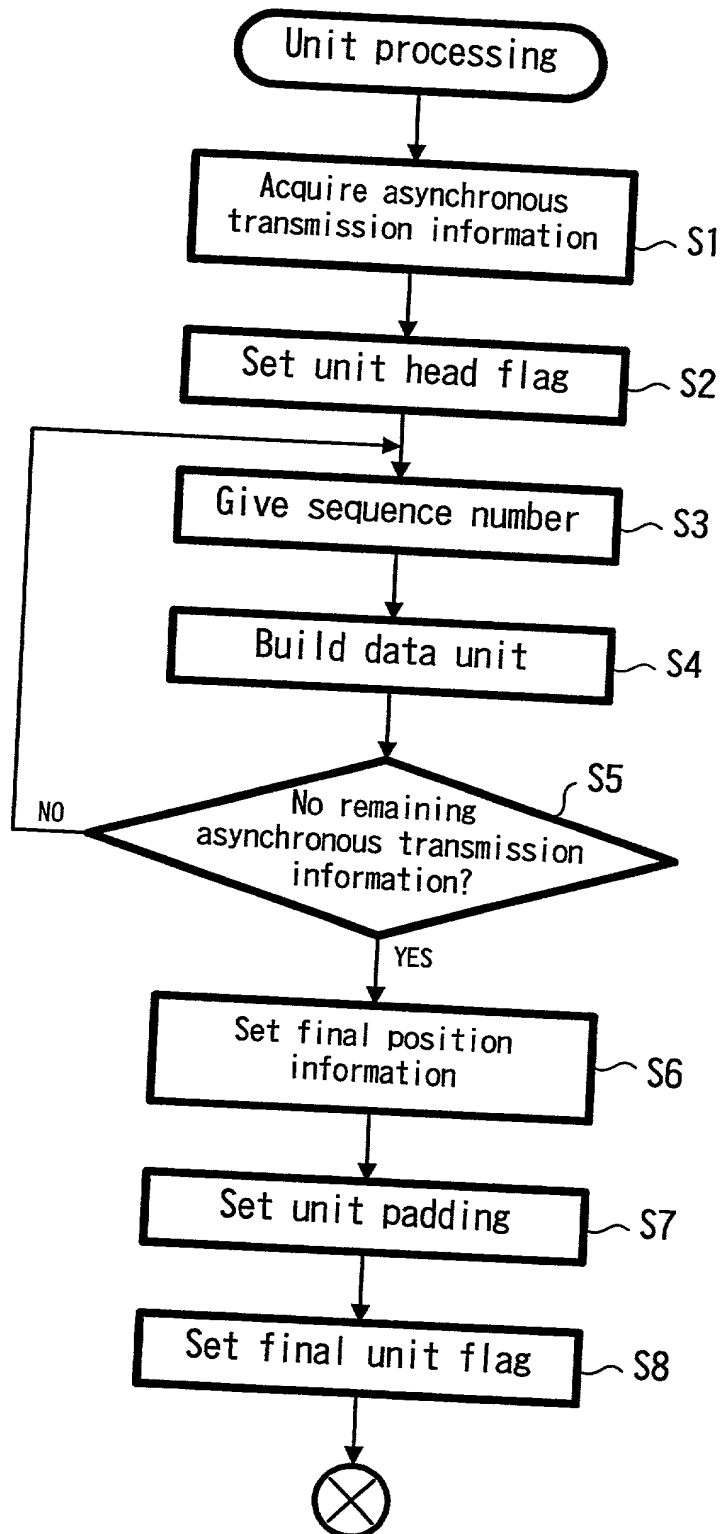 Unit processing
Acquire asynchronous
transmission information
S1
Set unit head flag
S2
Give sequence number
S3
Build data unit
S4
S5
No remaining
asynchronous transmission
information?
NO
YES
Set final position
information
S6
Set unit padding
S7
Set final unit flag
S8